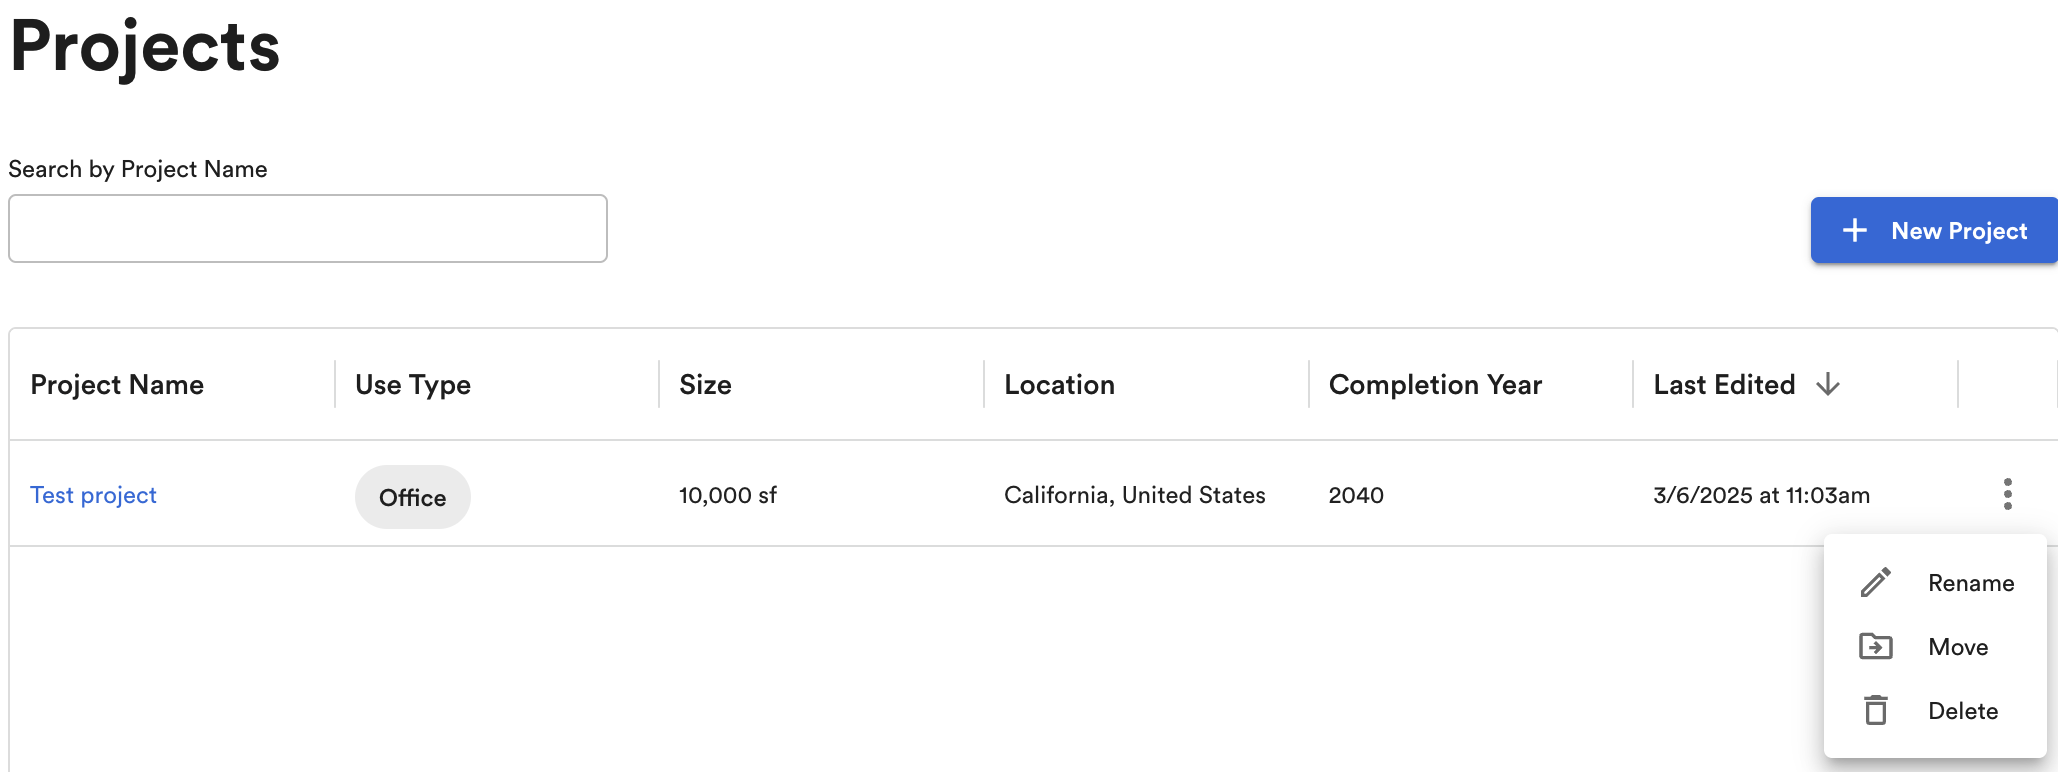 Projects
Search by Project Name
New Project
Project Name Use Type Size Location Completion Year Last Edited
Test project Office 10,000 sf California, United States 2040 3/6/2025 at 11:03am
Rename
Move
Delete